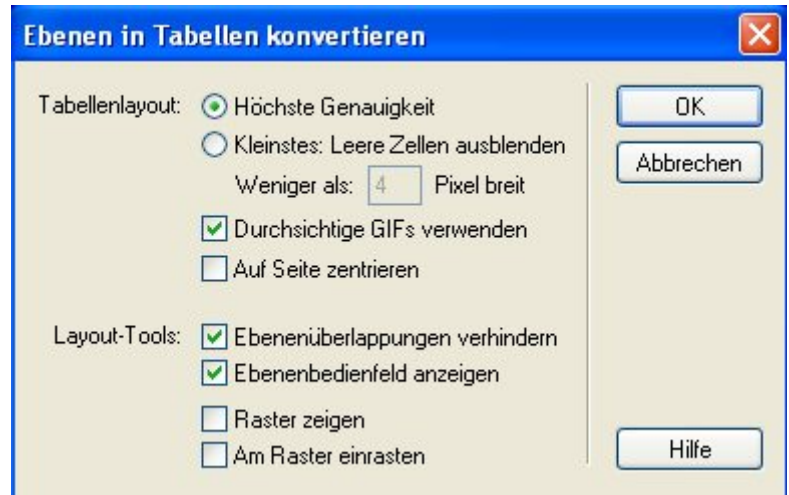 Ebenen in Tabellen konvertieren
Tabellenlayout: Höchste Genauigkeit
Kleinstes: Leere Zellen ausblenden
Weniger als: 4 Pixel breit
Durchsichtige GIFs verwenden
Auf Seite zentrieren
Layout-Tools: Ebenenüberlappungen verhindern
Ebenenbedienfeld anzeigen
Raster zeigen
Am Raster einrasten
OK
Abbrechen
Hilfe